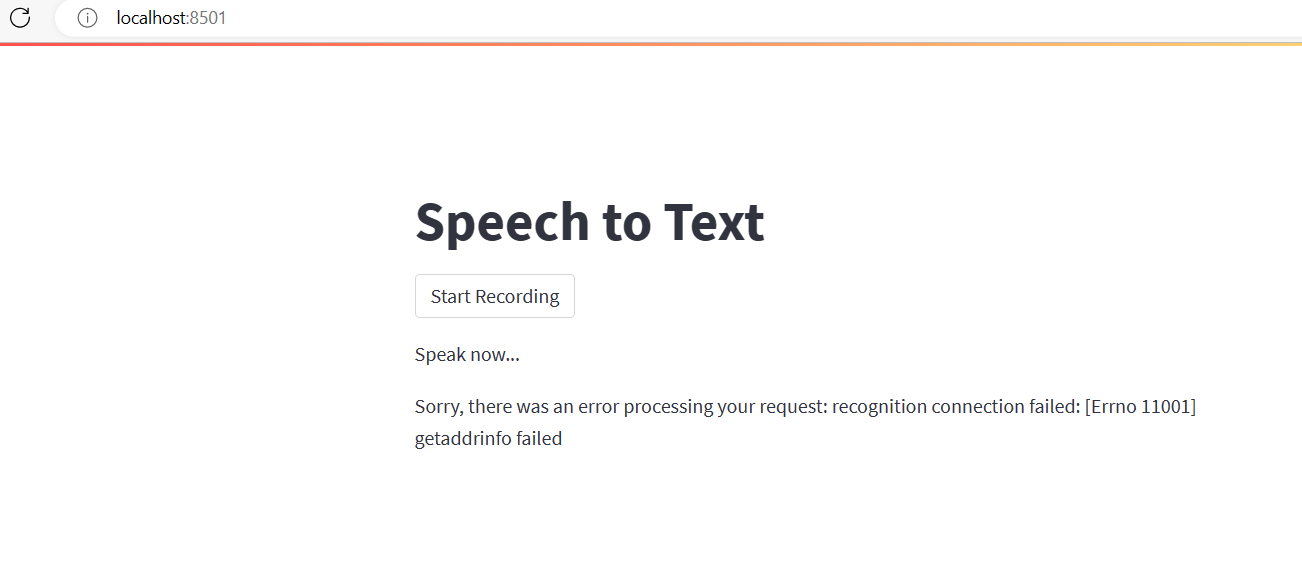 localhost:8501
Speech to Text
Start Recording
Speak now...
Sorry, there was an error processing your request: recognition connection failed: [Errno 11001]
getaddrinfo failed